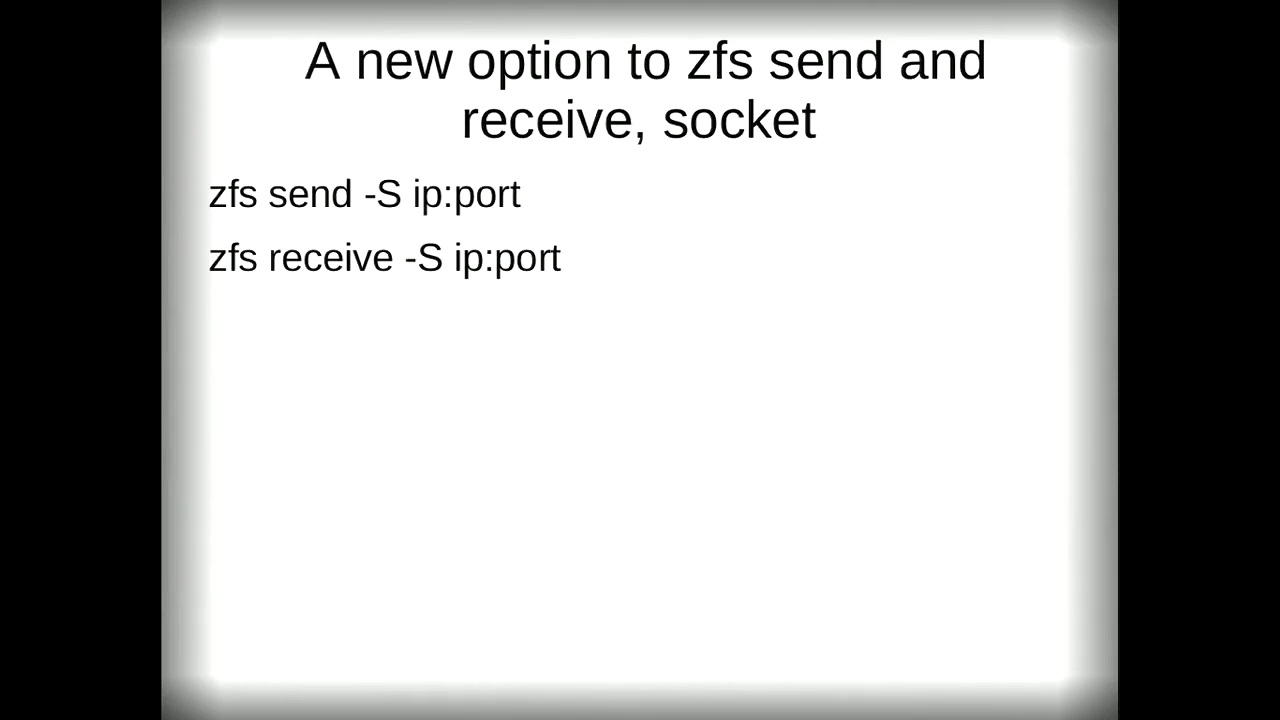 A new option to zfs send and
receive, socket
zfs send -S ip:port
zfs receive -S ip:port